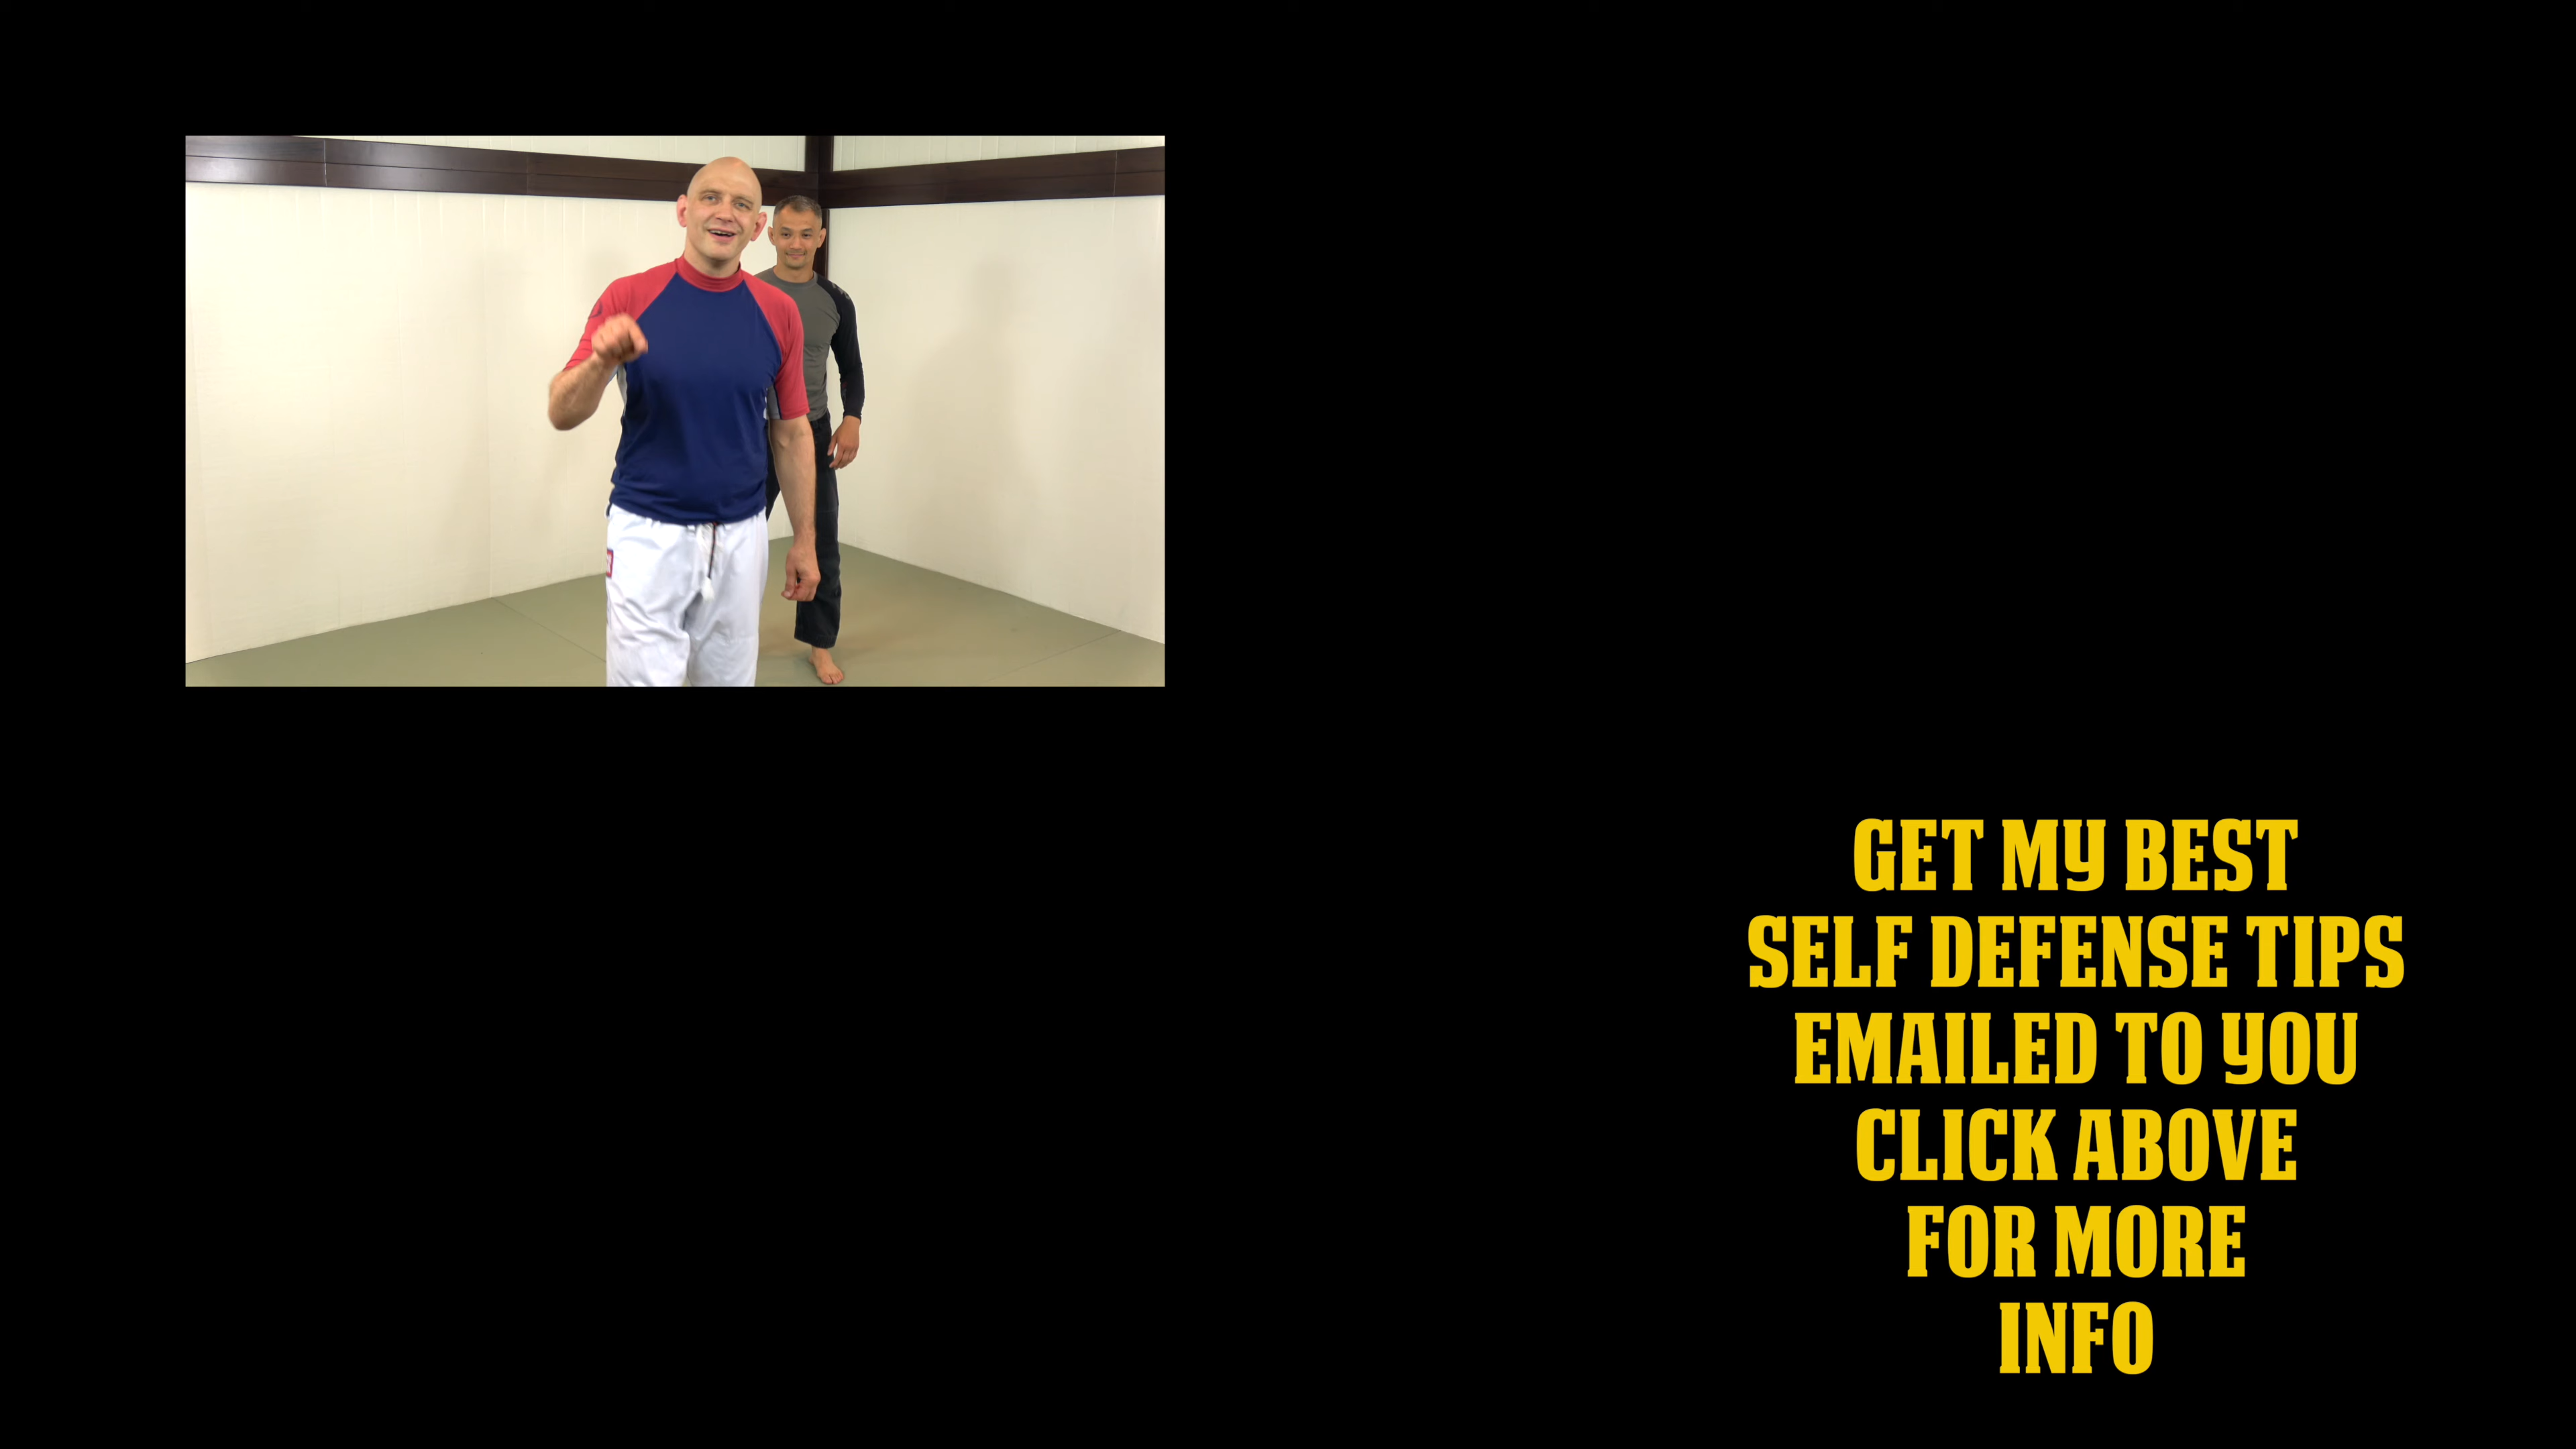 GET MY BEST
SELF DEFENSE TIPS
EMAILED TO YOU
CLICK ABOVE
FOR MORE
INFO